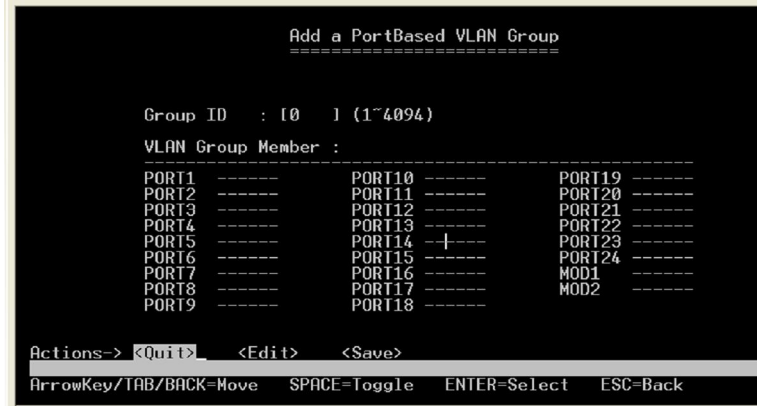 Add a PortBased VLAN Group
==========================
Group ID   : [0   ] (1~4094)
VLAN Group Member :
-----------------------------------------------------
PORT1  ------        PORT10 ------       PORT19 ------
PORT2  ------        PORT11 ------       PORT20 ------
PORT3  ------        PORT12 ------       PORT21 ------
PORT4  ------        PORT13 ------       PORT22 ------
PORT5  ------        PORT14 ------       PORT23 ------
PORT6  ------        PORT15 ------       PORT24 ------
PORT7  ------        PORT16 ------       MOD1   ------
PORT8  ------        PORT17 ------       MOD2   ------
PORT9  ------        PORT18 ------
Actions-> <Quit>_   <Edit>    <Save>
ArrowKey/TAB/BACK=Move   SPACE=Toggle   ENTER=Select   ESC=Back